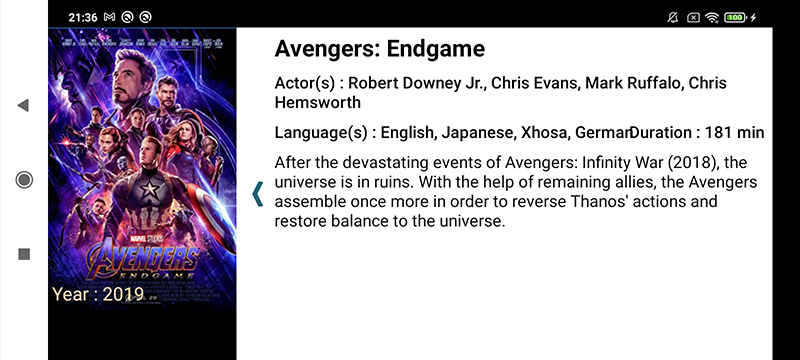 21:36
100
Avengers: Endgame
Actor(s) : Robert Downey Jr., Chris Evans, Mark Ruffalo, Chris
Hemsworth
Language(s) : English, Japanese, Xhosa, German Duration : 181 min
After the devastating events of Avengers: Infinity War (2018), the
universe is in ruins. With the help of remaining allies, the Avengers
assemble once more in order to reverse Thanos' actions and
restore balance to the universe.
MARVEL STUDIOS
AVENGERS
ENDGAME
Year : 2019